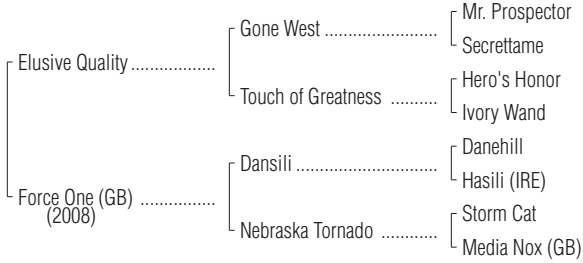 Mr. Prospector
Gone West ......................
Secrettame
Elusive Quality ..................
Hero's Honor
Touch of Greatness ..........
Ivory Wand
Danehill
Dansili ...........................
Hasili (IRE)
Force One (GB) ................
(2008)
Storm Cat
Nebraska Tornado ............
Media Nox (GB)